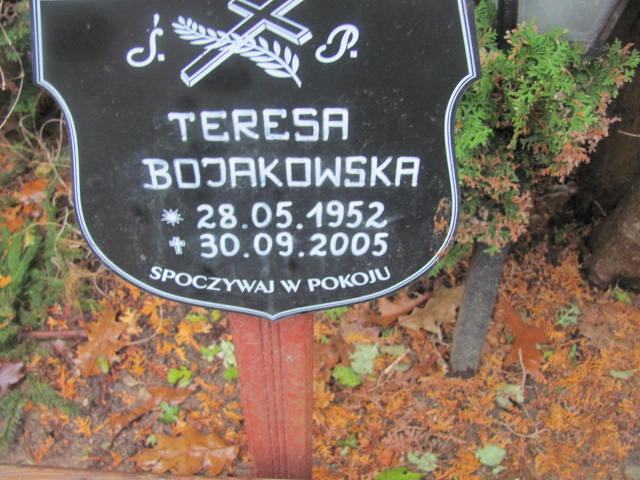 Ś. P.
TERESA
BOJAKOWSKA
28.05.1952
30.09.2005
SPOCZYWAJ W POKOJU